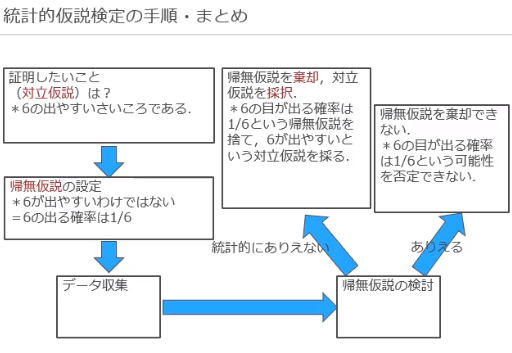 統計的仮説検定の手順・まとめ
証明したいこと
（対立仮説）は？
＊6の出やすいさいころである.
帰無仮説の設定
＊6が出やすいわけではない
＝6の出る確率は1/6
データ収集
帰無仮説を棄却，対立
仮説を採択.
＊6の目が出る確率は
1/6という帰無仮説を
捨て，6が出やすいと
いう対立仮説を採る.
帰無仮説を棄却でき
ない.
＊6の目が出る確率
は1/6という可能性
を否定できない.
統計的にありえない
ありえる
帰無仮説の検討